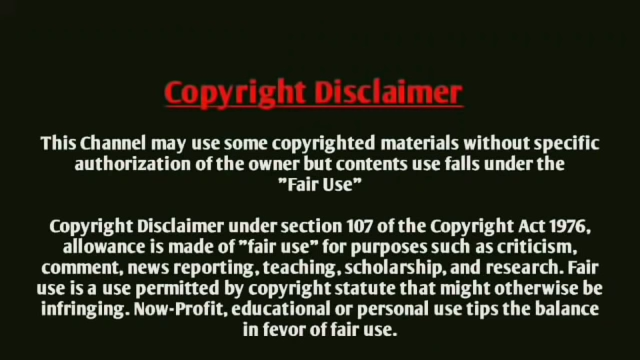 Copyright Disclaimer
This Channel may use some copyrighted materials without specific
authorization of the owner but contents use falls under the
"Fair Use"
Copyright Disclaimer under section 107 of the Copyright Act 1976,
allowance is made of "fair use" for purposes such as criticism,
comment, news reporting, teaching, scholarship, and research. Fair
use is a use permitted by copyright statute that might otherwise be
infringing. Now-Profit, educational or personal use tips the balance
in fevor of fair use.